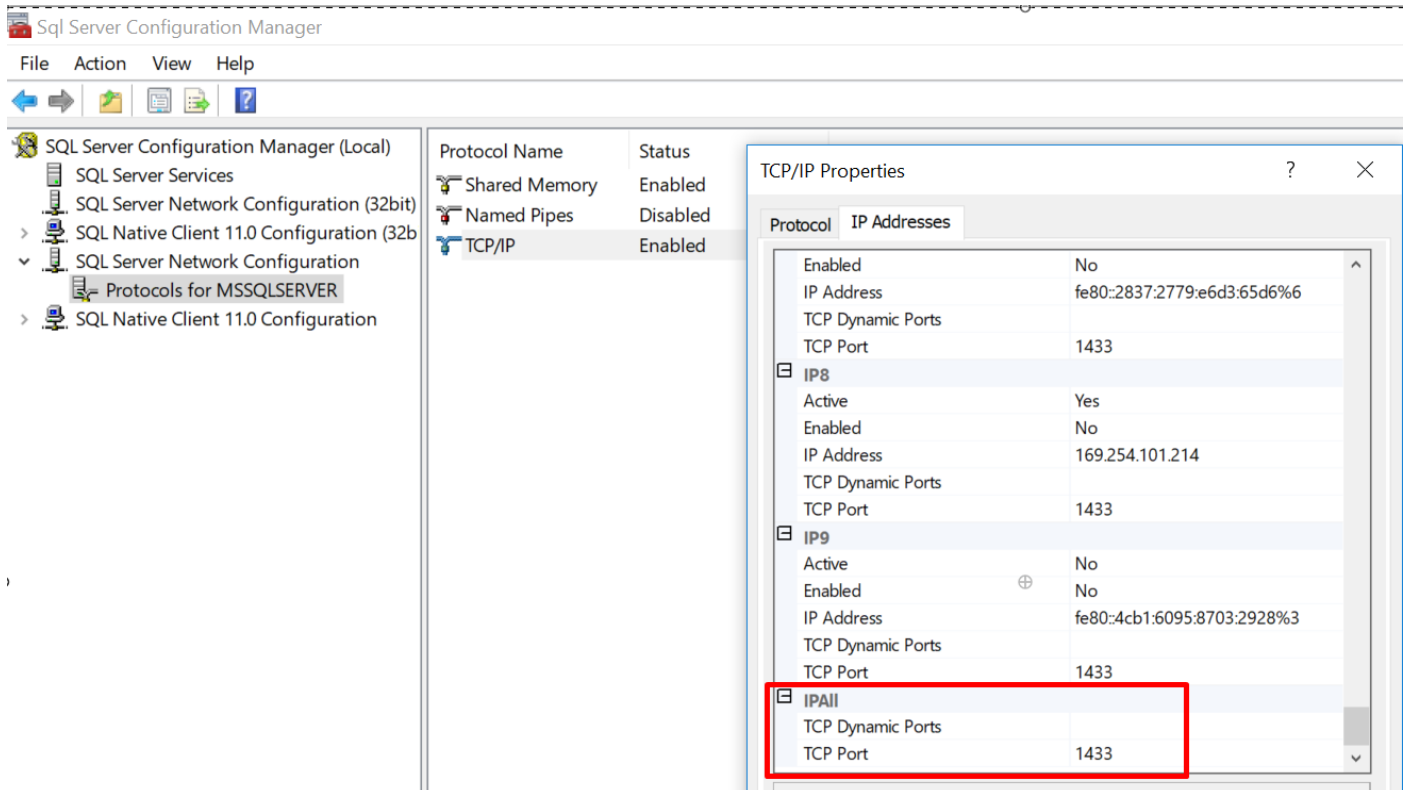 Sql Server Configuration Manager
File Action View Help
SQL Server Configuration Manager (Local)
SQL Server Services
SQL Server Network Configuration (32bit)
SQL Native Client 11.0 Configuration (32b
SQL Server Network Configuration
Protocols for MSSQLSERVER
SQL Native Client 11.0 Configuration
Protocol Name Status
Shared Memory Enabled
Named Pipes Disabled
TCP/IP Enabled
TCP/IP Properties
Protocol IP Addresses
Enabled No
IP Address fe80::2837:2779:e6d3:65d6%6
TCP Dynamic Ports
TCP Port 1433
IP8
Active Yes
Enabled No
IP Address 169.254.101.214
TCP Dynamic Ports
TCP Port 1433
IP9
Active No
Enabled No
IP Address fe80::4cb1:6095:8703:2928%3
TCP Dynamic Ports
TCP Port 1433
IPAll
TCP Dynamic Ports
TCP Port 1433